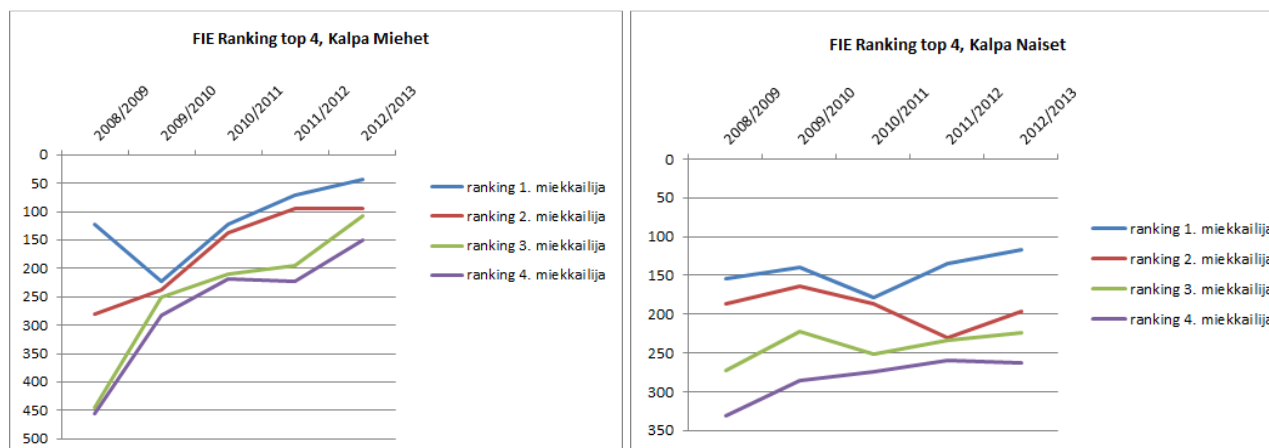 FIE Ranking top 4, Kalpa Miehet
2008/2009
2009/2010
2010/2011
2011/2012
2012/2013
0
50
100
150
200
250
300
350
400
450
500
ranking 1. miekkailija
ranking 2. miekkailija
ranking 3. miekkailija
ranking 4. miekkailija
FIE Ranking top 4, Kalpa Naiset
2008/2009
2009/2010
2010/2011
2011/2012
2012/2013
0
50
100
150
200
250
300
350
ranking 1. miekkailija
ranking 2. miekkailija
ranking 3. miekkailija
ranking 4. miekkailija